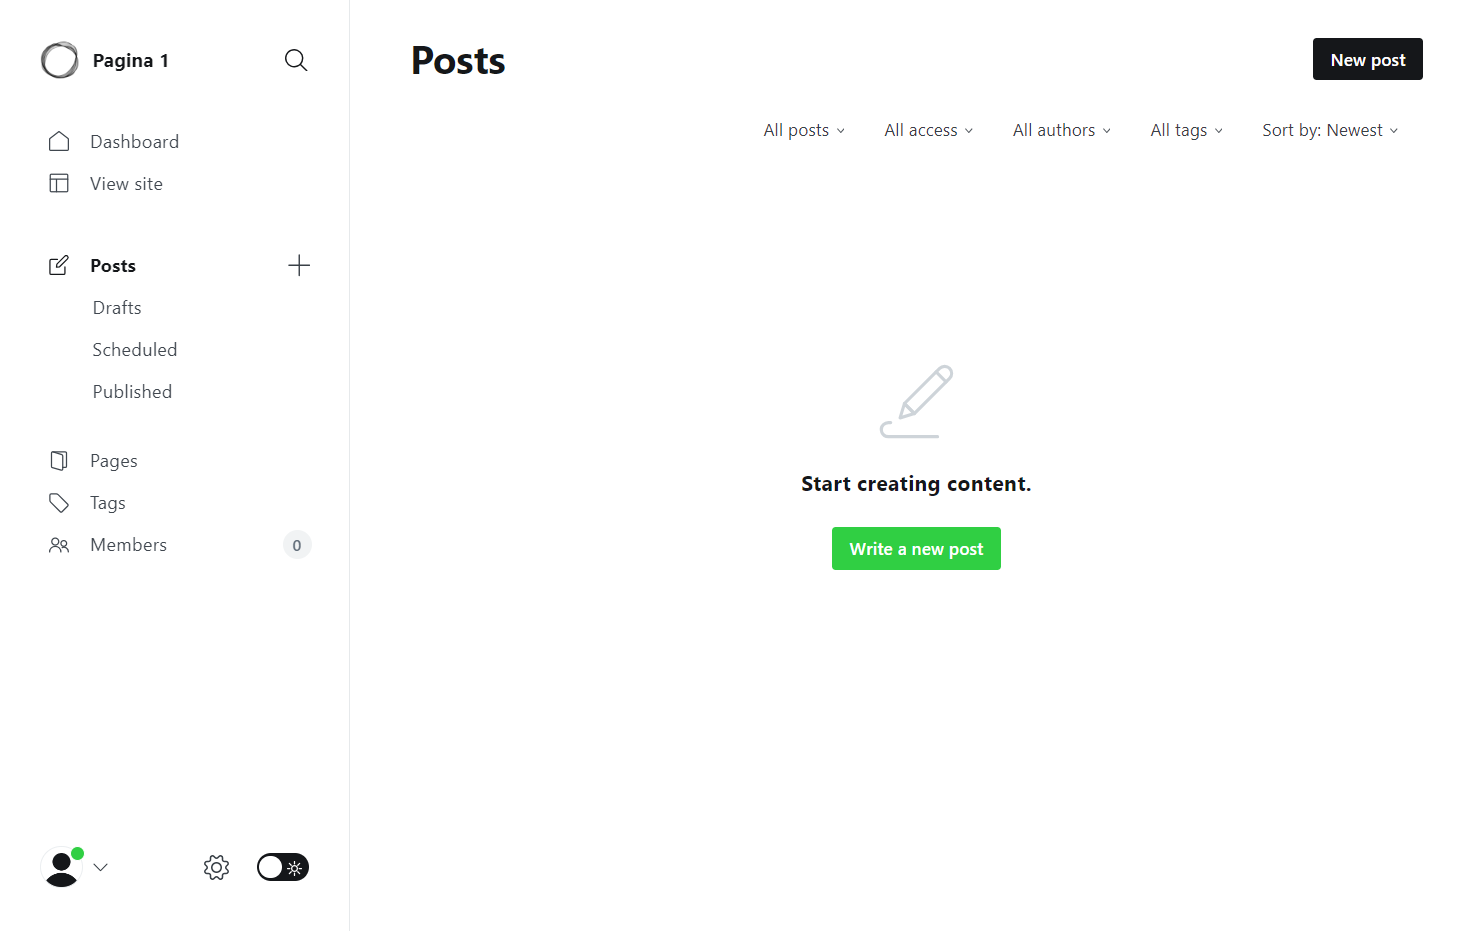 Pagina 1
Dashboard
View site
Posts
Drafts
Scheduled
Published
Pages
Tags
Members 0
Posts
New post
All posts All access All authors All tags Sort by: Newest
Start creating content.
Write a new post